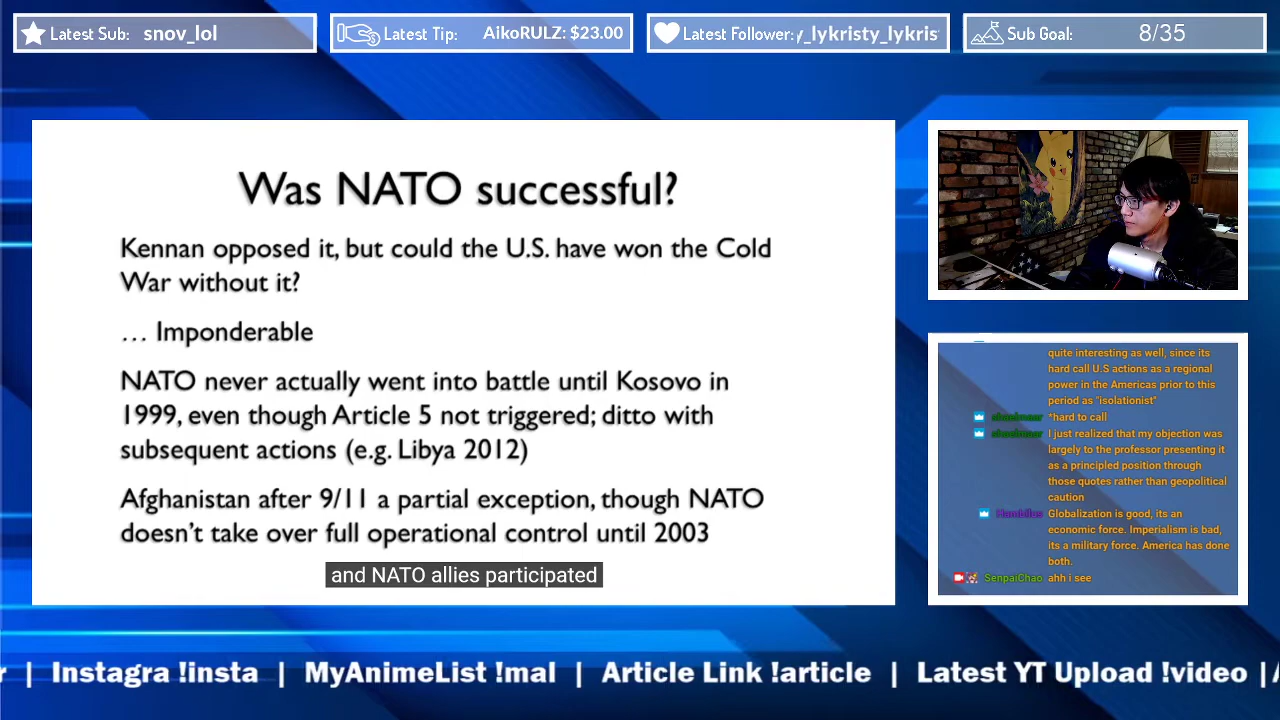 Latest Sub: snov_lol
Latest Tip: AikoRULZ: $23.00
Latest Follower: y_lykristy_lykris
Sub Goal: 8/35
Was NATO successful?
Kennan opposed it, but could the U.S. have won the Cold
War without it?
… Imponderable
NATO never actually went into battle until Kosovo in
1999, even though Article 5 not triggered; ditto with
subsequent actions (e.g. Libya 2012)
Afghanistan after 9/11 a partial exception, though NATO
doesn't take over full operational control until 2003
and NATO allies participated
quite interesting as well, since its
hard call U.S actions as a regional
power in the Americas prior to this
period as "isolationist"
*hard to call
I just realized that my objection was
largely to the professor presenting it
as a principled position through
those quotes rather than geopolitical
caution
Globalization is good, its an
economic force. Imperialism is bad,
its a military force. America has done
both.
SenpaiChao ahh i see
r | Instagra !insta | MyAnimeList !mal | Article Link !article | Latest YT Upload !video |